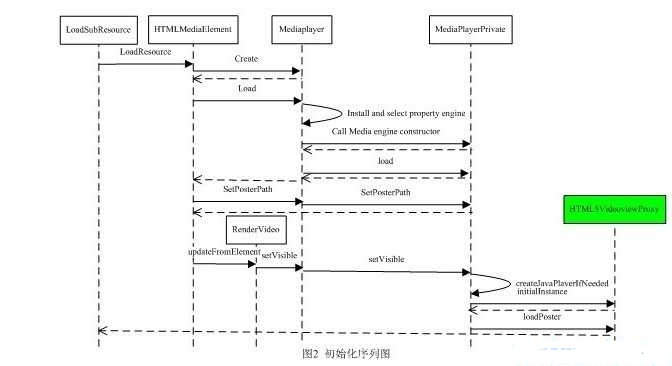 LoadSubResource
HTMLMediaElement
Mediaplayer
MediaPlayerPrivate
LoadResource
Create
Load
Install and select property engine
Call Media engine constructor
load
SetPosterPath
SetPosterPath
HTML5VideoviewProxy
RenderVideo
updateFromElement
setVisible
setVisible
createJavaPlayerIfNeeded
initialInstance
loadPoster
图2 初始化序列图